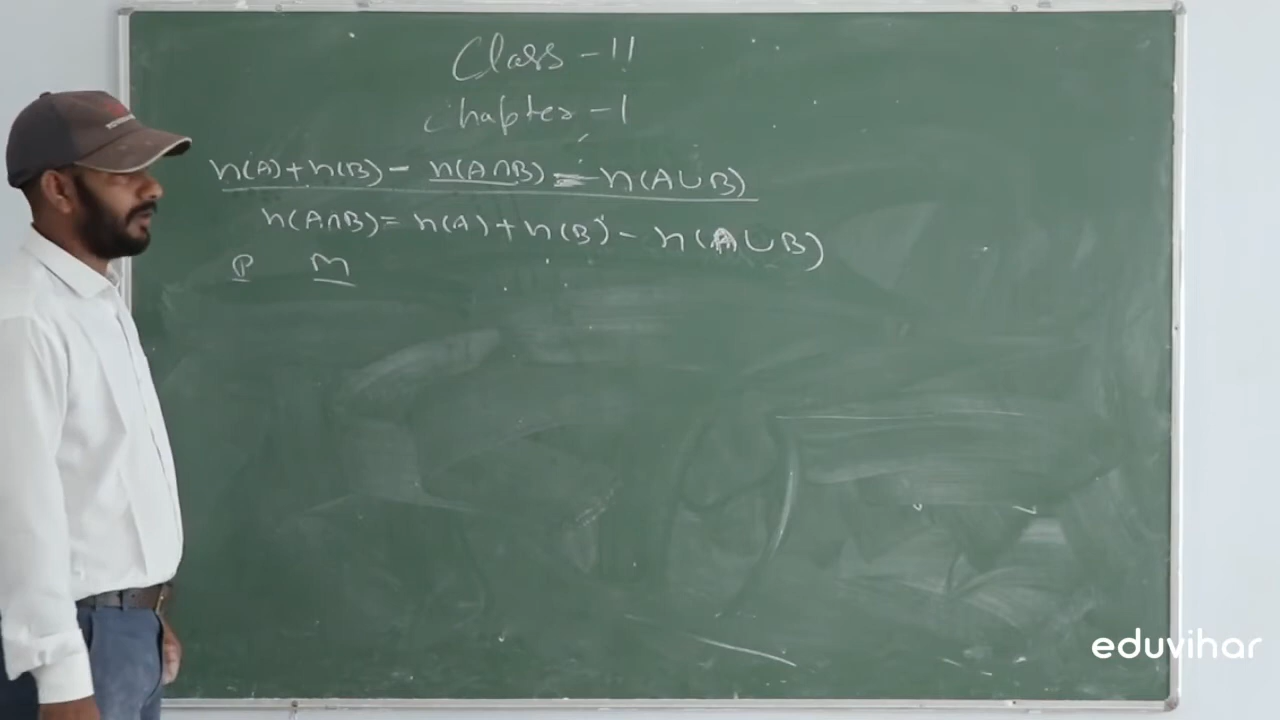 Class - 11
Chapter - 1
n(A) + n(B) - n(A∩B) = n(A∪B)
n(A∩B) = n(A) + n(B) - n(A∪B)
P M
eduvihar